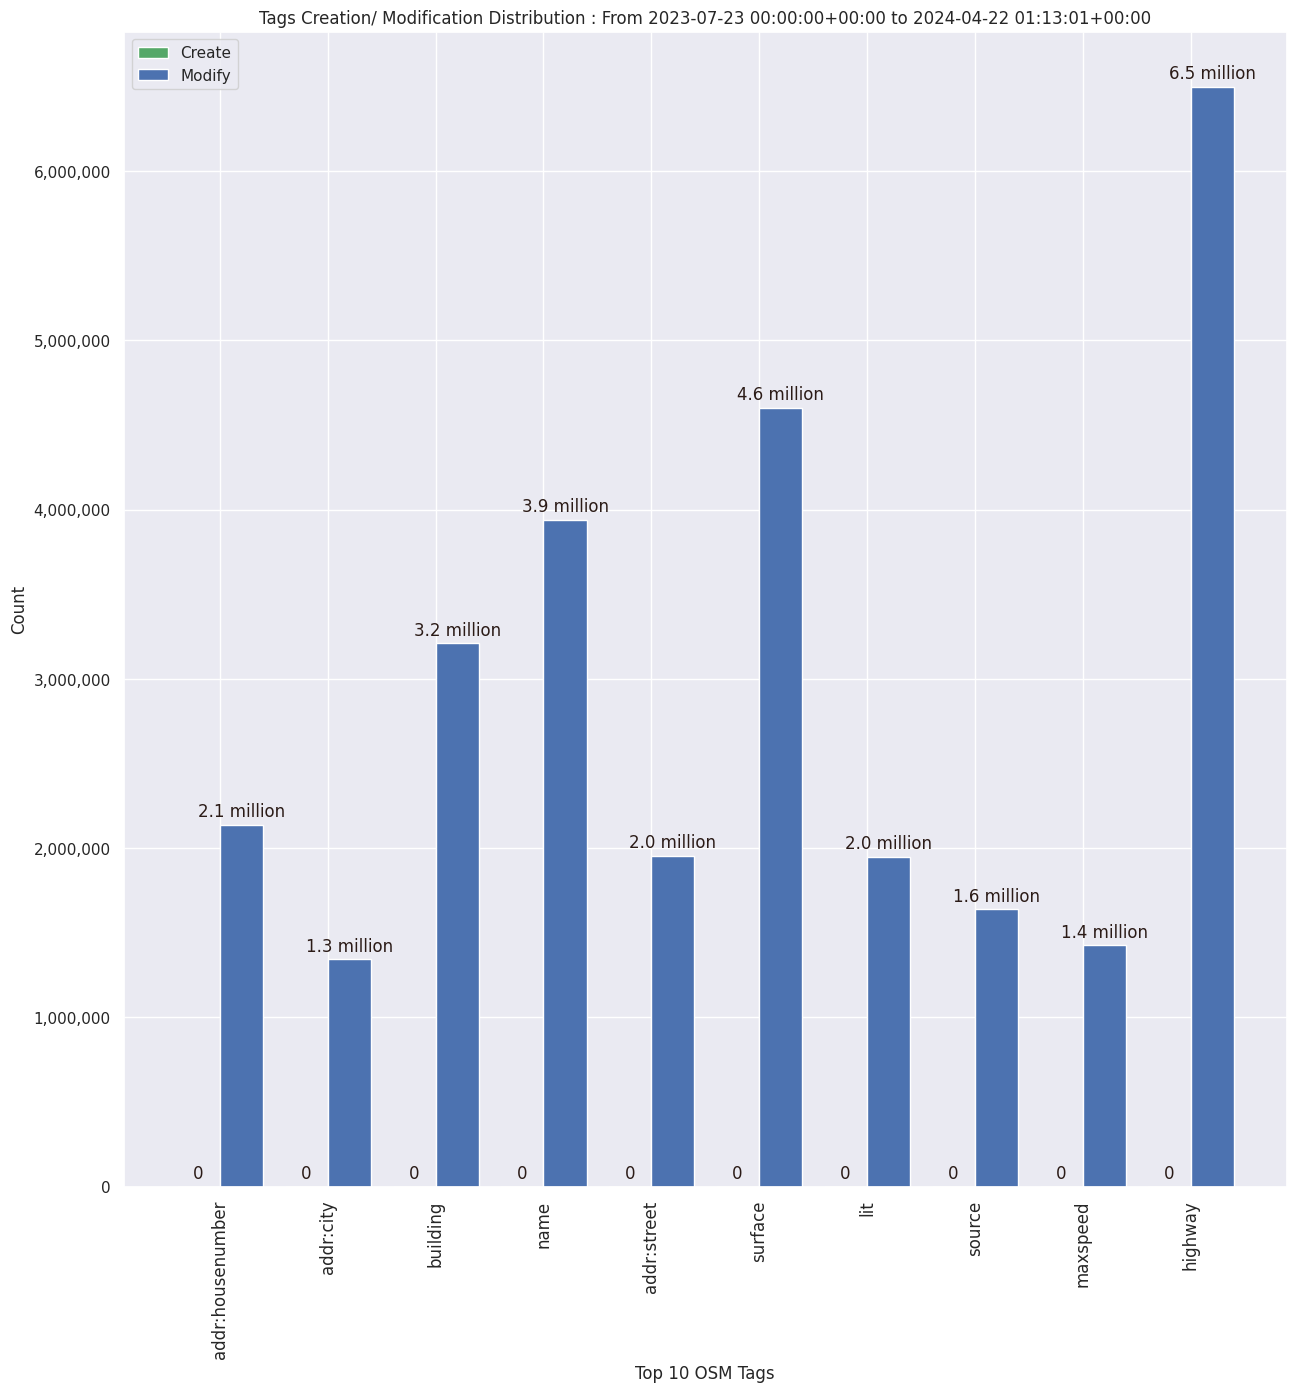 Tags Creation/ Modification Distribution : From 2023-07-23 00:00:00+00:00 to 2024-04-22 01:13:01+00:00
Create
Modify
6.5 million
6,000,000
5,000,000
4.6 million
4,000,000
3.9 million
Count
3.2 million
3,000,000
2.1 million
2,000,000
2.0 million
2.0 million
1.6 million
1.4 million
1.3 million
1,000,000
0
0
0
0
0
0
0
0
0
0
0
addr:housenumber
addr:city
building
name
addr:street
surface
lit
source
maxspeed
highway
Top 10 OSM Tags